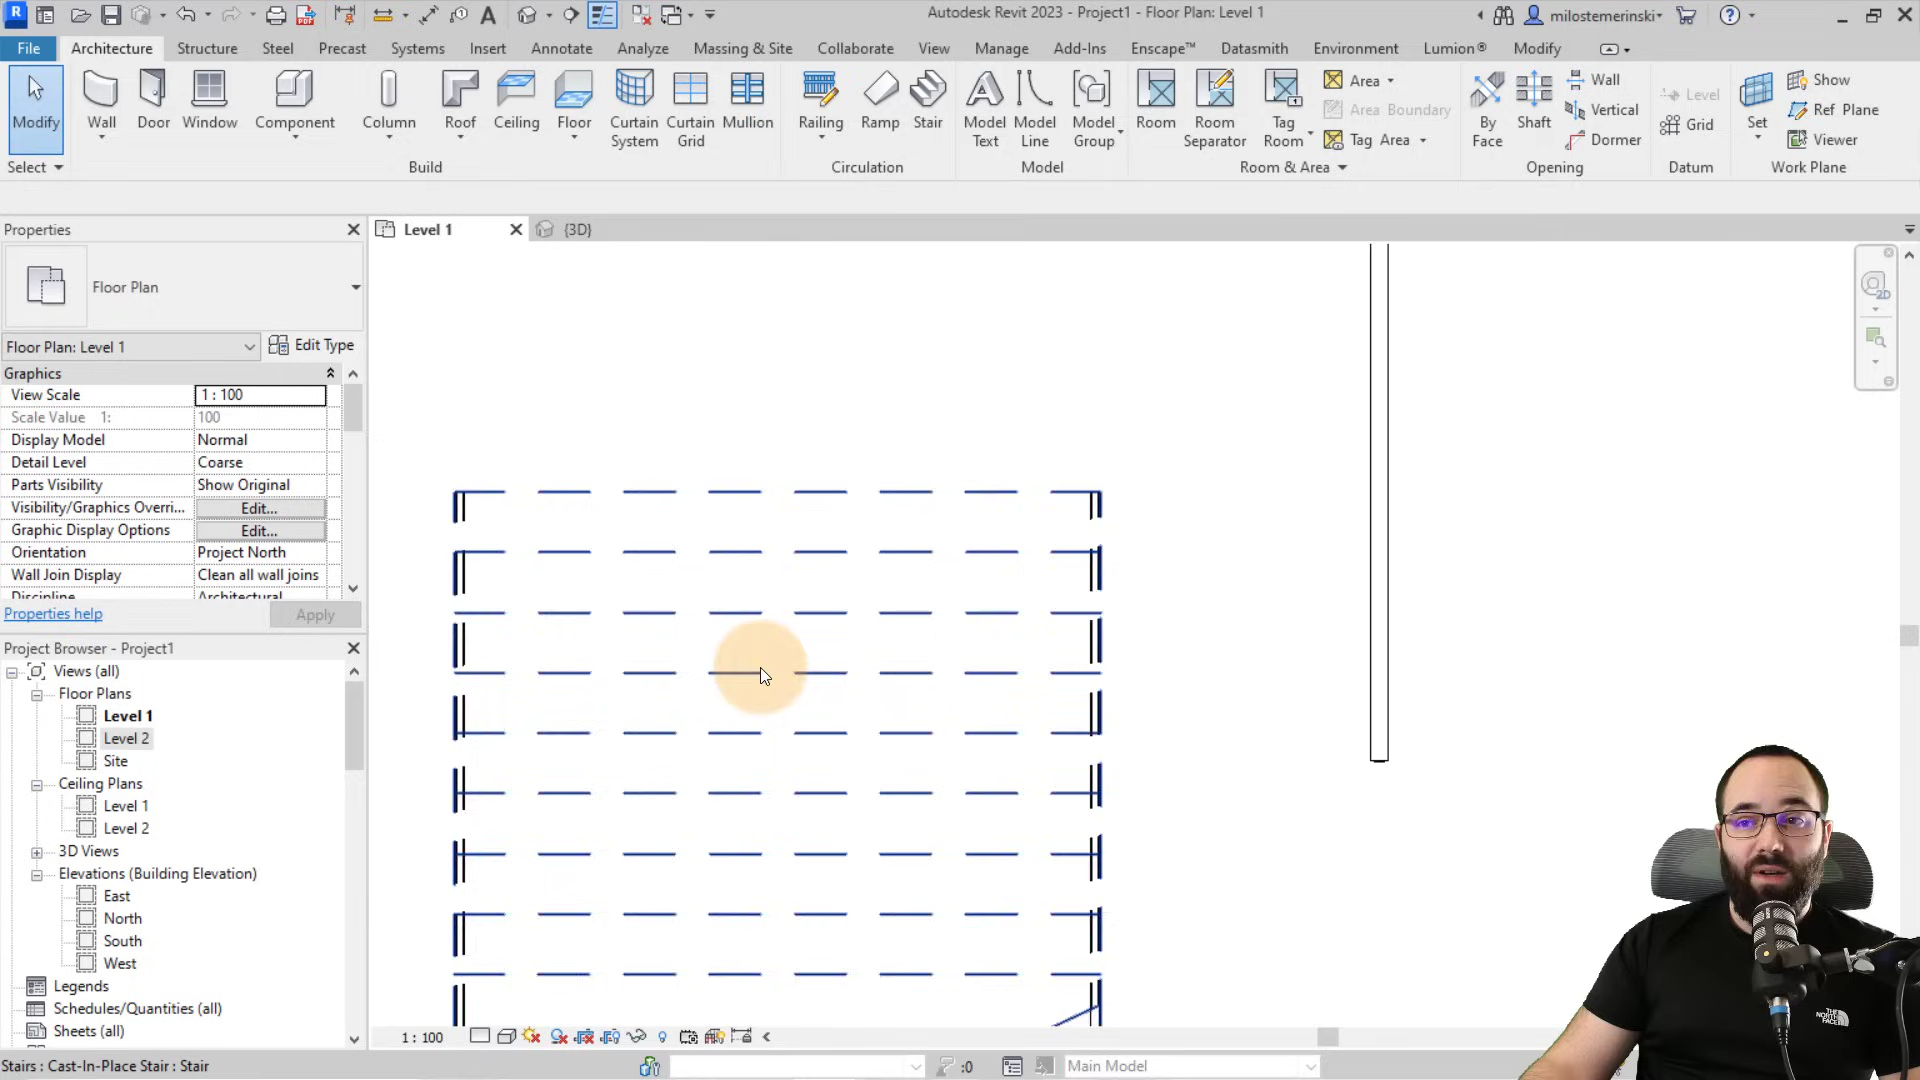 Autodesk Revit 2023 - Project1 - Floor Plan: Level 1
milostemerinski
File
Architecture
Structure
Steel
Precast
Systems
Insert
Annotate
Analyze
Massing & Site
Collaborate
View
Manage
Add-Ins
Enscape™
Datasmith
Environment
Lumion®
Modify
Modify
Wall
Door
Window
Component
Column
Roof
Ceiling
Floor
Curtain System
Curtain Grid
Mullion
Railing
Ramp
Stair
Model Text
Model Line
Model Group
Room
Room Separator
Tag Room
Area
Area Boundary
Tag Area
By Face
Shaft
Wall
Vertical
Dormer
Level
Grid
Set
Show
Ref Plane
Viewer
Select
Build
Circulation
Model
Room & Area
Opening
Datum
Work Plane
Properties
Level 1
{3D}
Floor Plan
Floor Plan: Level 1
Edit Type
Graphics
View Scale 1 : 100
Scale Value 1: 100
Display Model Normal
Detail Level Coarse
Parts Visibility Show Original
Visibility/Graphics Overri... Edit...
Graphic Display Options Edit...
Orientation Project North
Wall Join Display Clean all wall joins
Discipline Architectural
Properties help
Apply
Project Browser - Project1
Views (all)
Floor Plans
Level 1
Level 2
Site
Ceiling Plans
Level 1
Level 2
3D Views
Elevations (Building Elevation)
East
North
South
West
Legends
Schedules/Quantities (all)
Sheets (all)
2D
1 : 100
Stairs : Cast-In-Place Stair : Stair
:0
Main Model
THE NORTH FACE